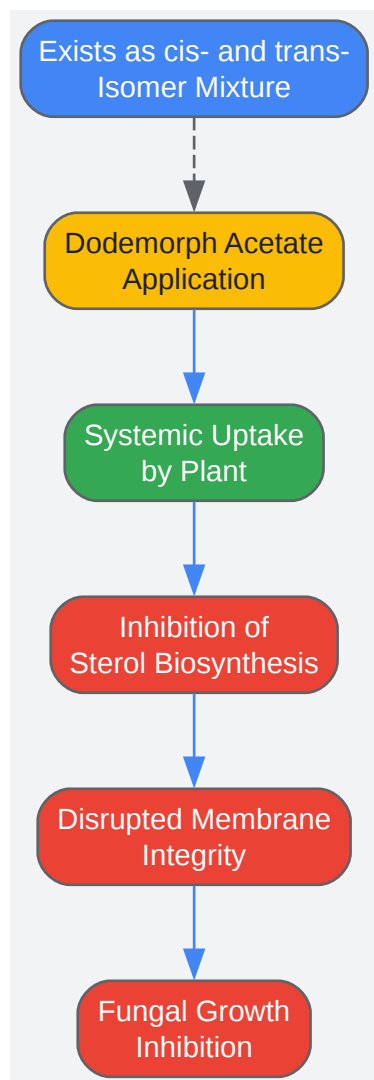 Exists as cis- and trans-
Isomer Mixture
Dodemorph Acetate
Application
Systemic Uptake
by Plant
Inhibition of
Sterol Biosynthesis
Disrupted Membrane
Integrity
Fungal Growth
Inhibition